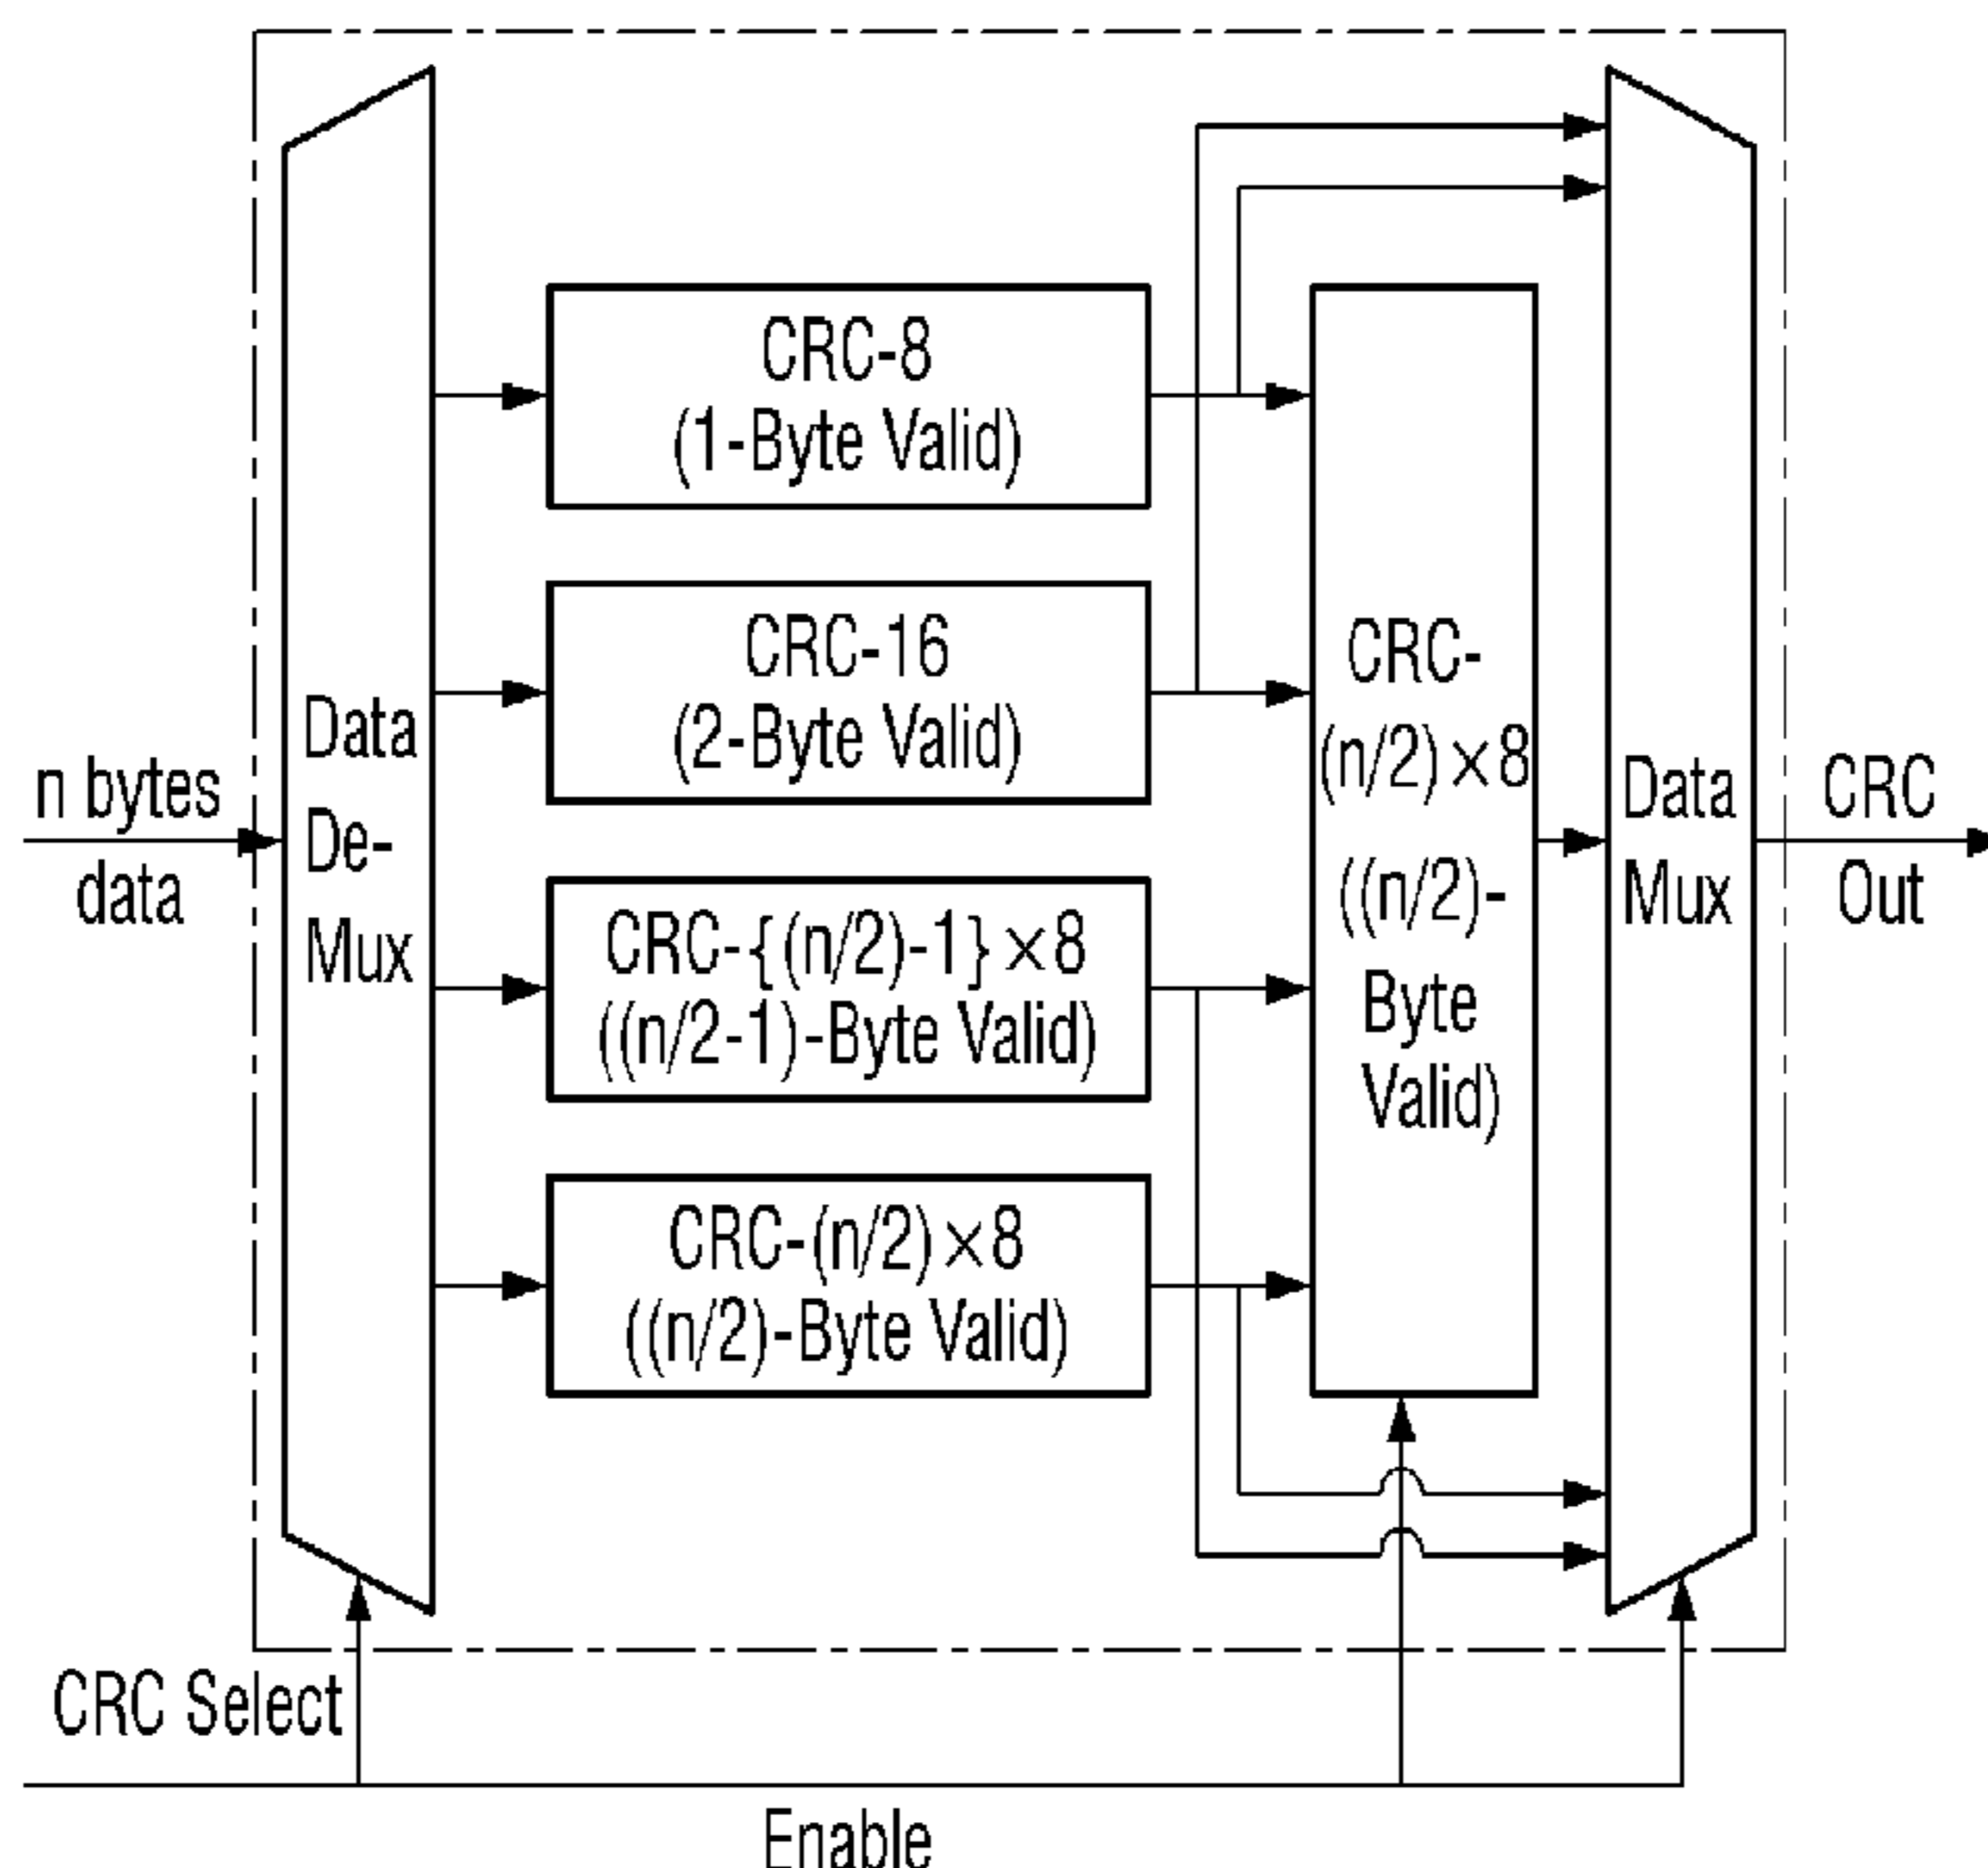 n bytes
data
Data
De-
Mux
CRC-8
(1-Byte Valid)
CRC-16
(2-Byte Valid)
CRC-{(n/2)-1}×8
((n/2-1)-Byte Valid)
CRC-(n/2)×8
((n/2)-Byte Valid)
CRC-
(n/2)×8
((n/2)-
Byte
Valid)
Data
Mux
CRC
Out
CRC Select
Enable